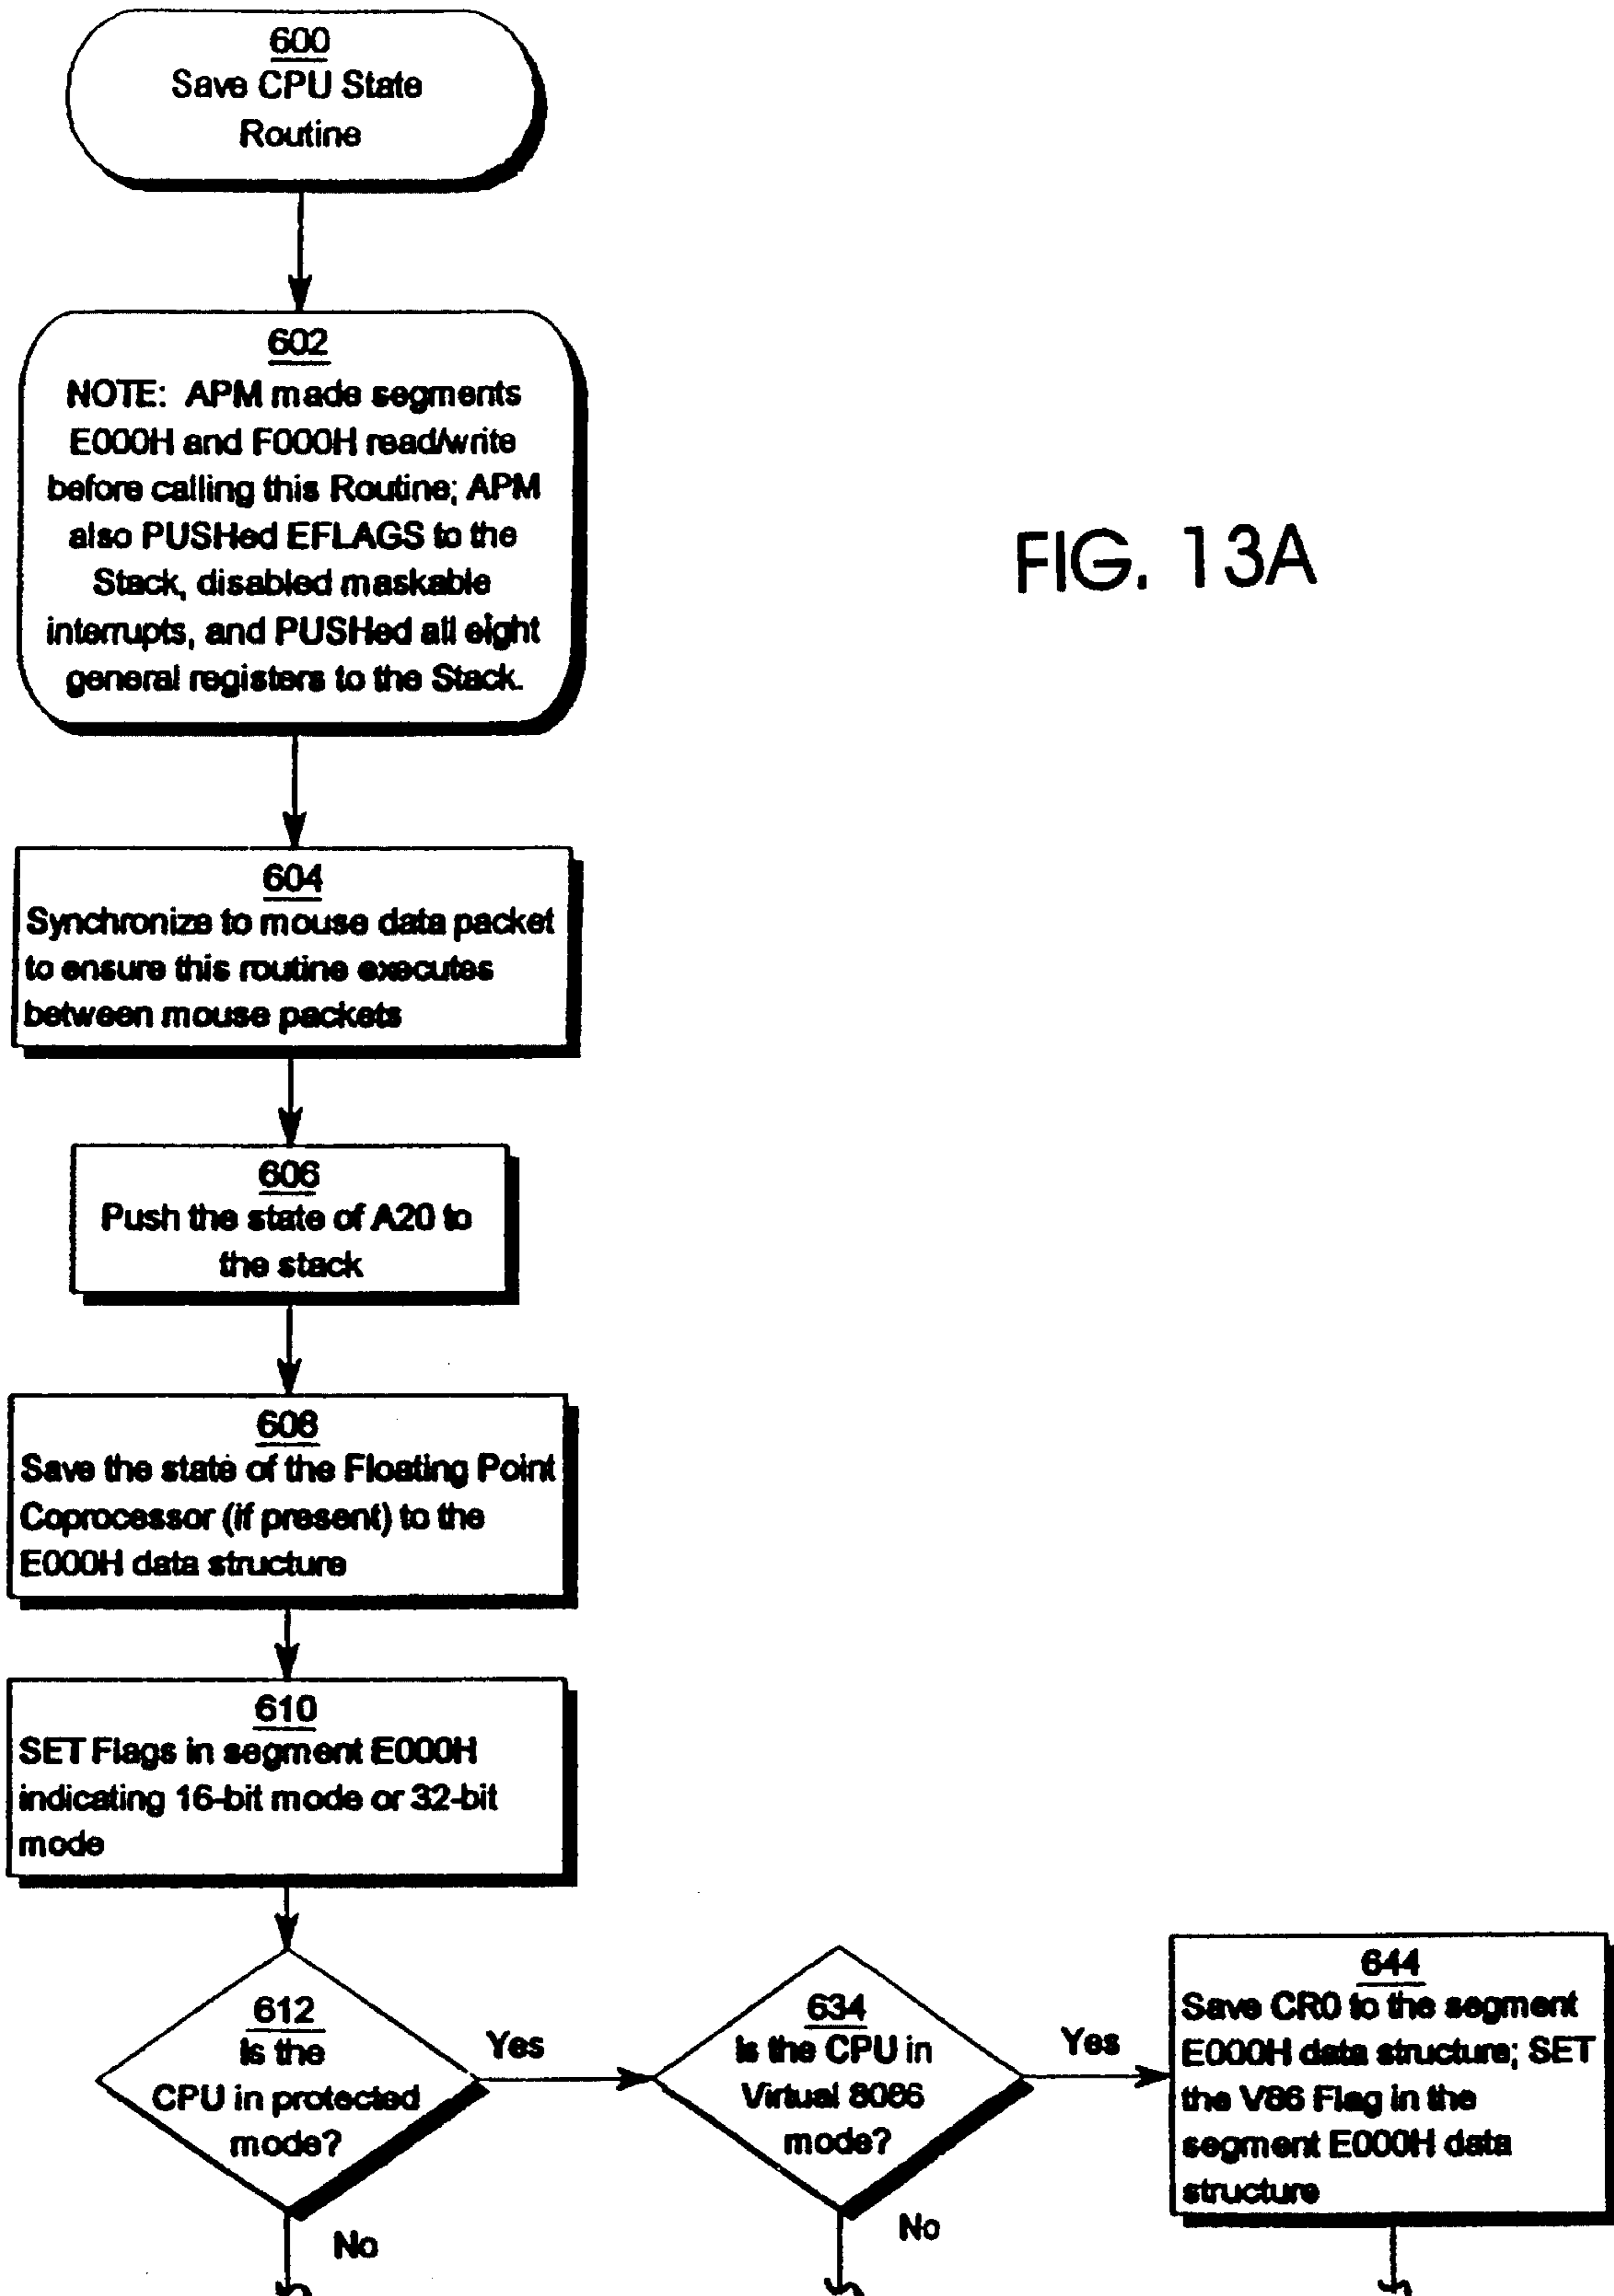 600
Save CPU State
Routine
602
NOTE: APM made segments
E000H and F000H read/write
before calling this Routine; APM
also PUSHed EFLAGS to the
Stack, disabled maskable
interrupts, and PUSHed all eight
general registers to the Stack.
FIG. 13A
604
Synchronize to mouse data packet
to ensure this routine executes
between mouse packets
606
Push the state of A20 to
the stack
608
Save the state of the Floating Point
Coprocessor (if present) to the
E000H data structure
610
SET Flags in segment E000H
indicating 16-bit mode or 32-bit
mode
612
Is the
CPU in protected
mode?
Yes
No
634
Is the CPU in
Virtual 8086
mode?
Yes
No
644
Save CR0 to the segment
E000H data structure; SET
the V86 Flag in the
segment E000H data
structure